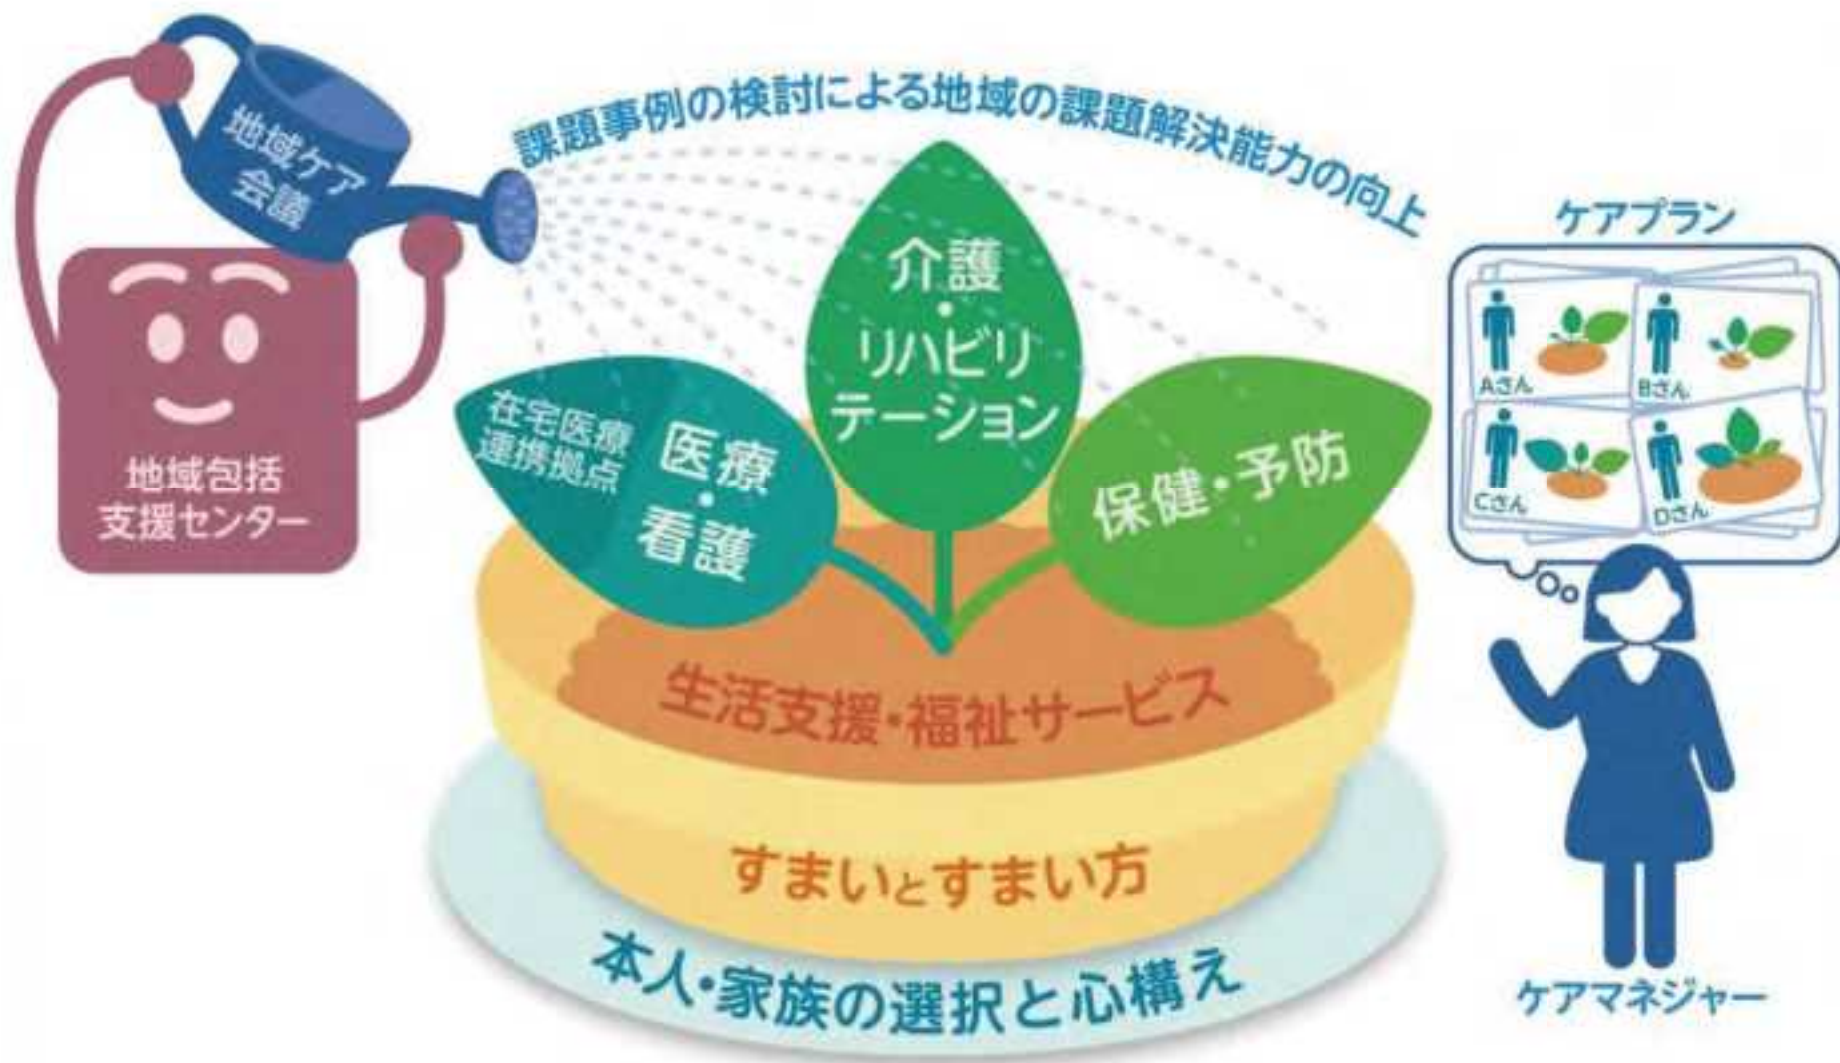 地域ケア
会議
課題事例の検討による地域の課題解決能力の向上
地域包括
支援センター
在宅医療
連携拠点
医療
・
看護
介護
・
リハビリ
テーション
保健・予防
生活支援・福祉サービス
すまいとすまい方
本人・家族の選択と心構え
ケアプラン
Aさん
Bさん
Cさん
Dさん
ケアマネジャー